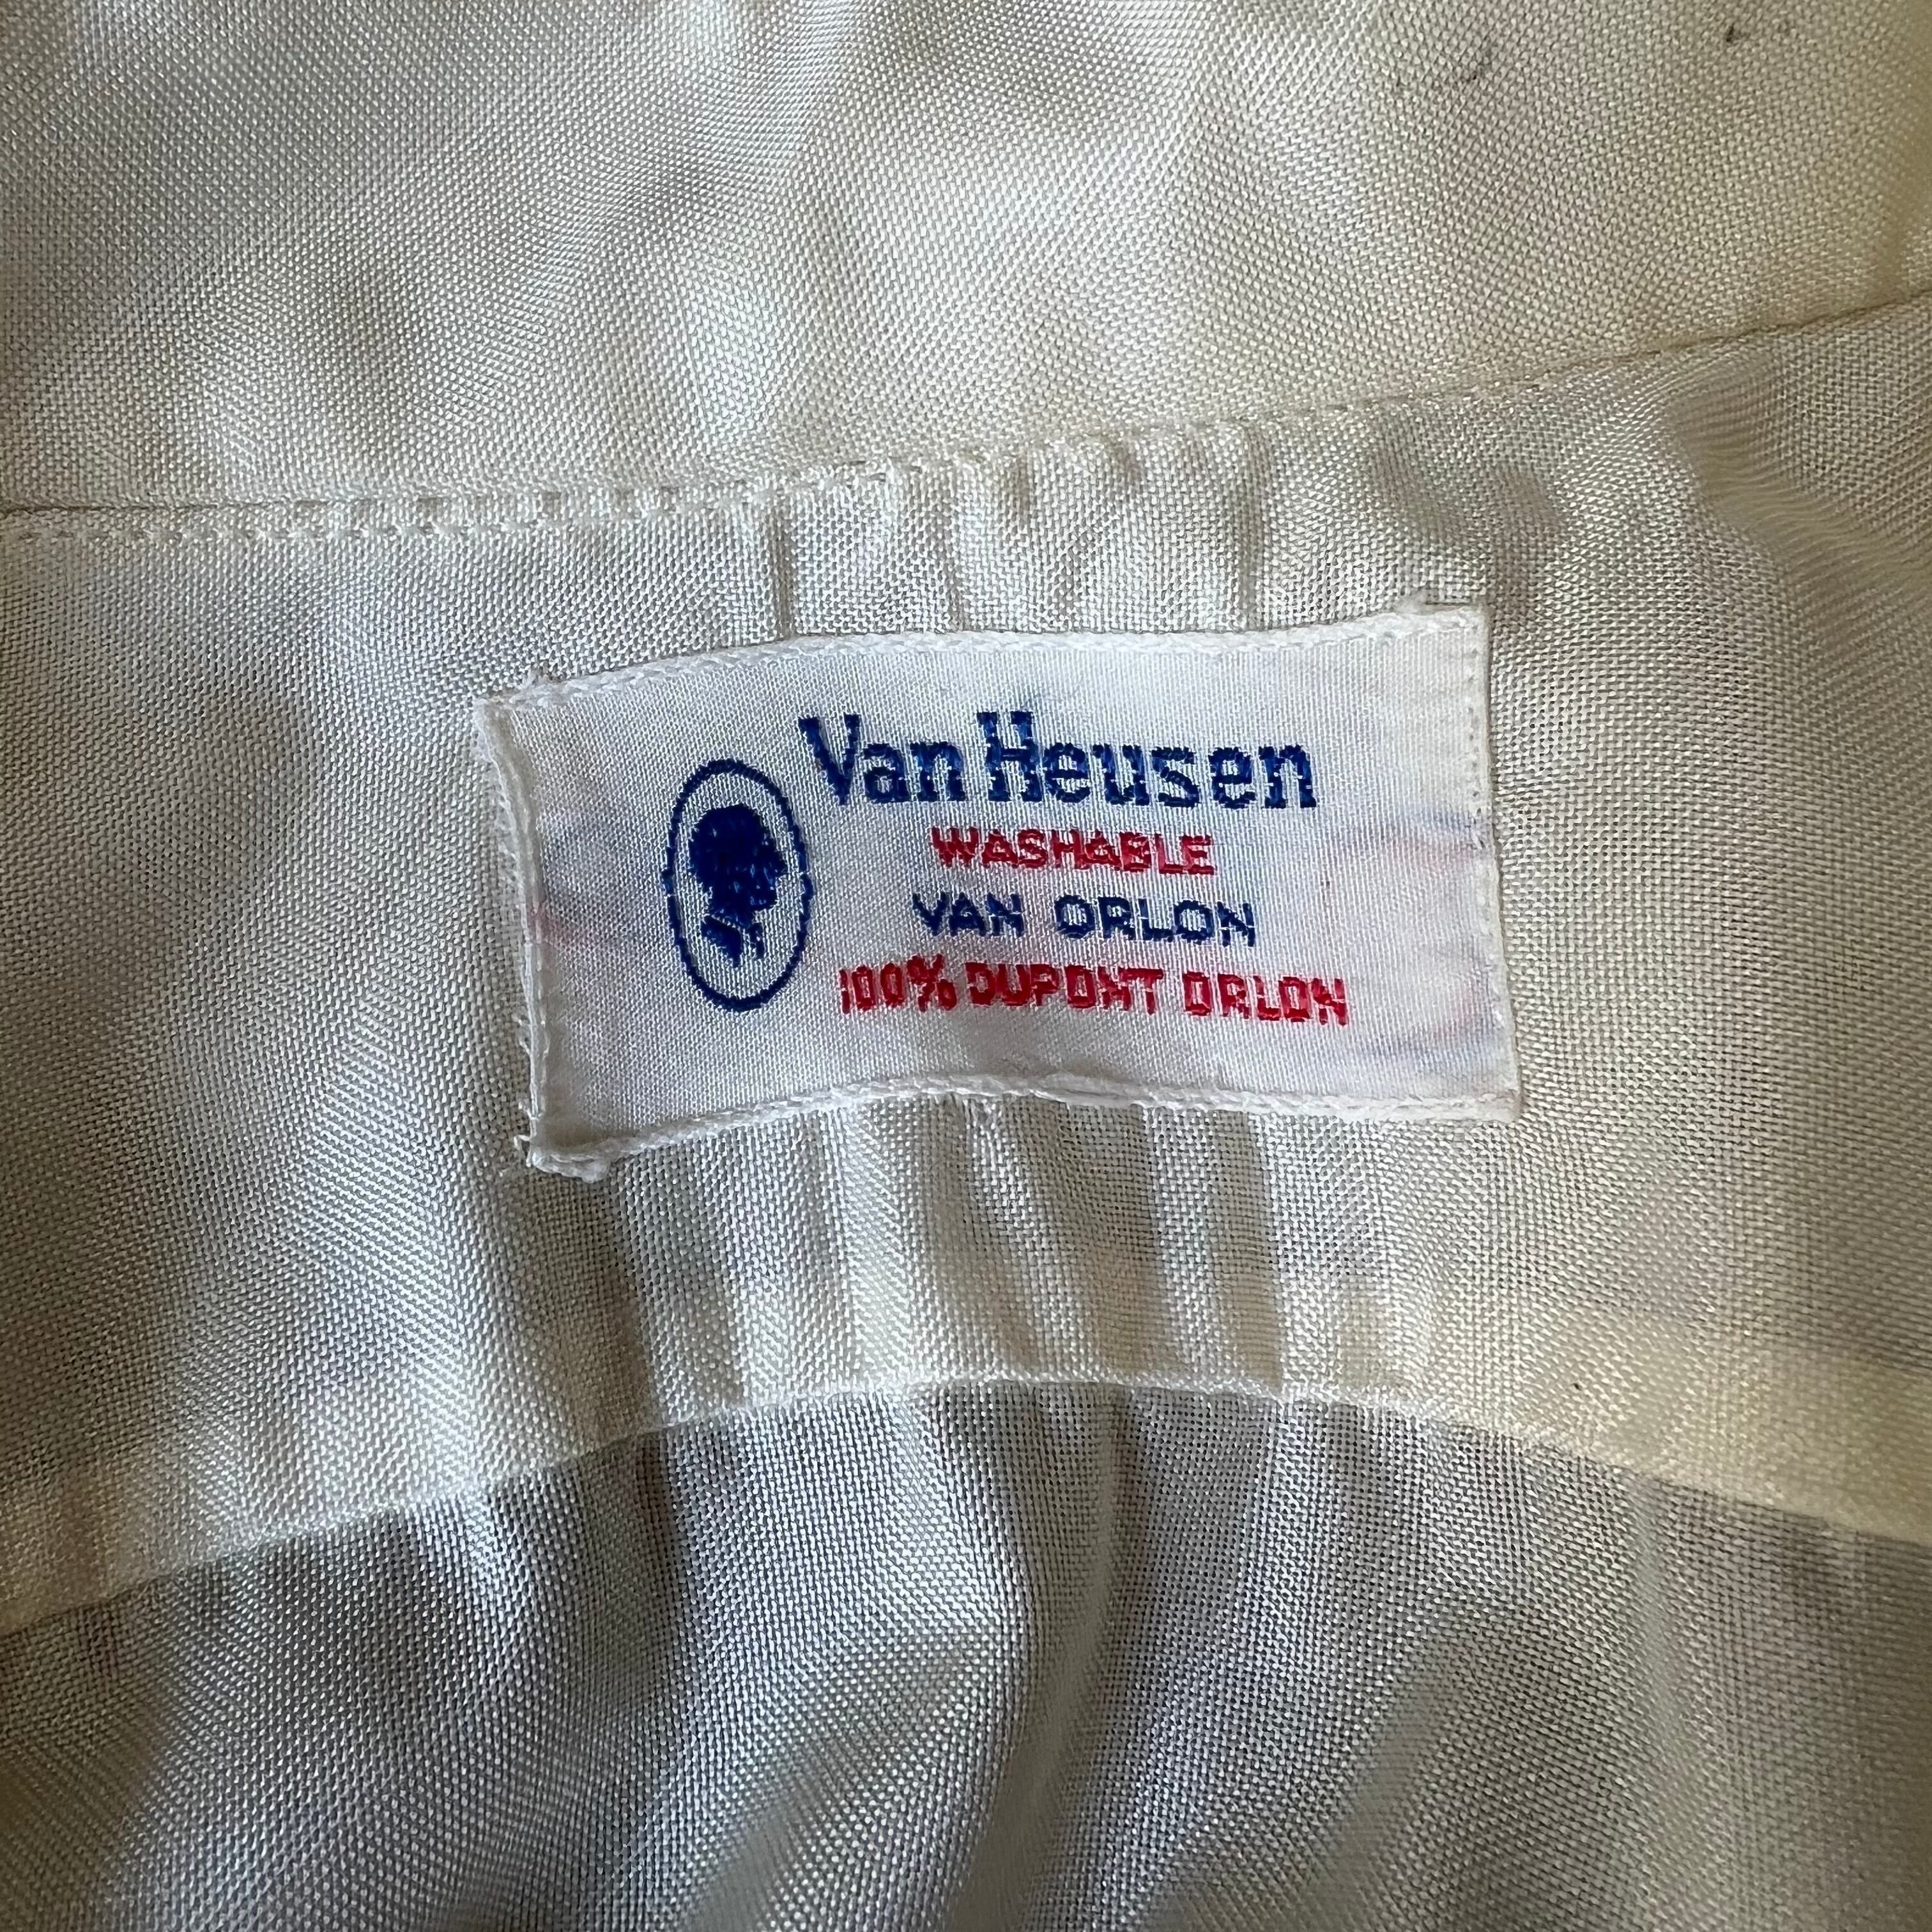 Van Heusen
WASHABLE
VAN ORLON
100% DUPONT ORLON